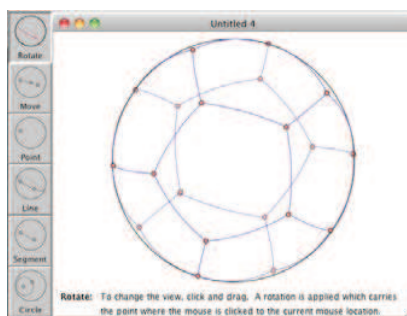 Untitled 4
Rotate
Move
Point
Line
Segment
Circle
Rotate: To change the view, click and drag. A rotation is applied which carries
the point where the mouse is clicked to the current mouse location.